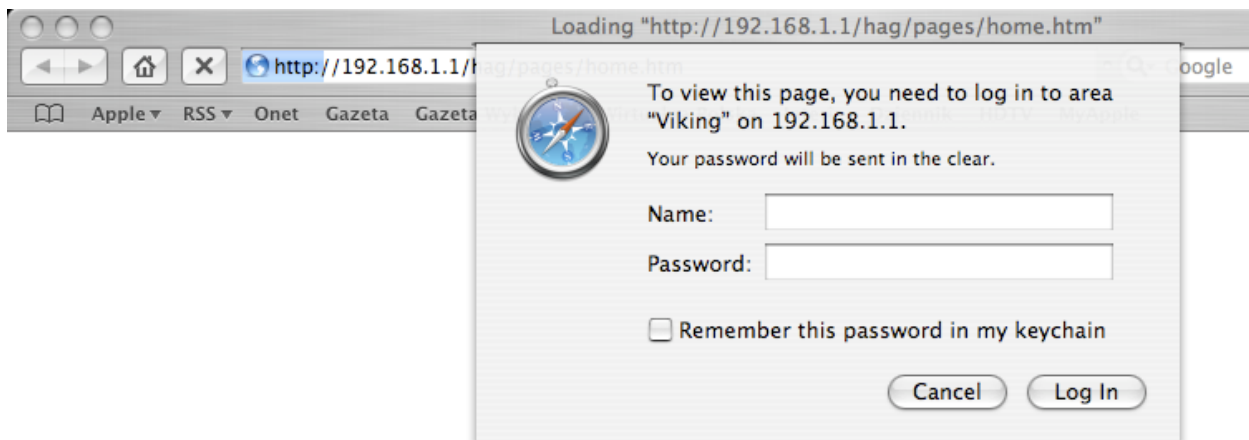 Loading "http://192.168.1.1/hag/pages/home.htm"
http://192.168.1.1/hag/pages/home.htm
oogle
Apple RSS Onet Gazeta Gazeta MyApple
To view this page, you need to log in to area
"Viking" on 192.168.1.1.
Your password will be sent in the clear.
Name:
Password:
Remember this password in my keychain
Cancel Log In